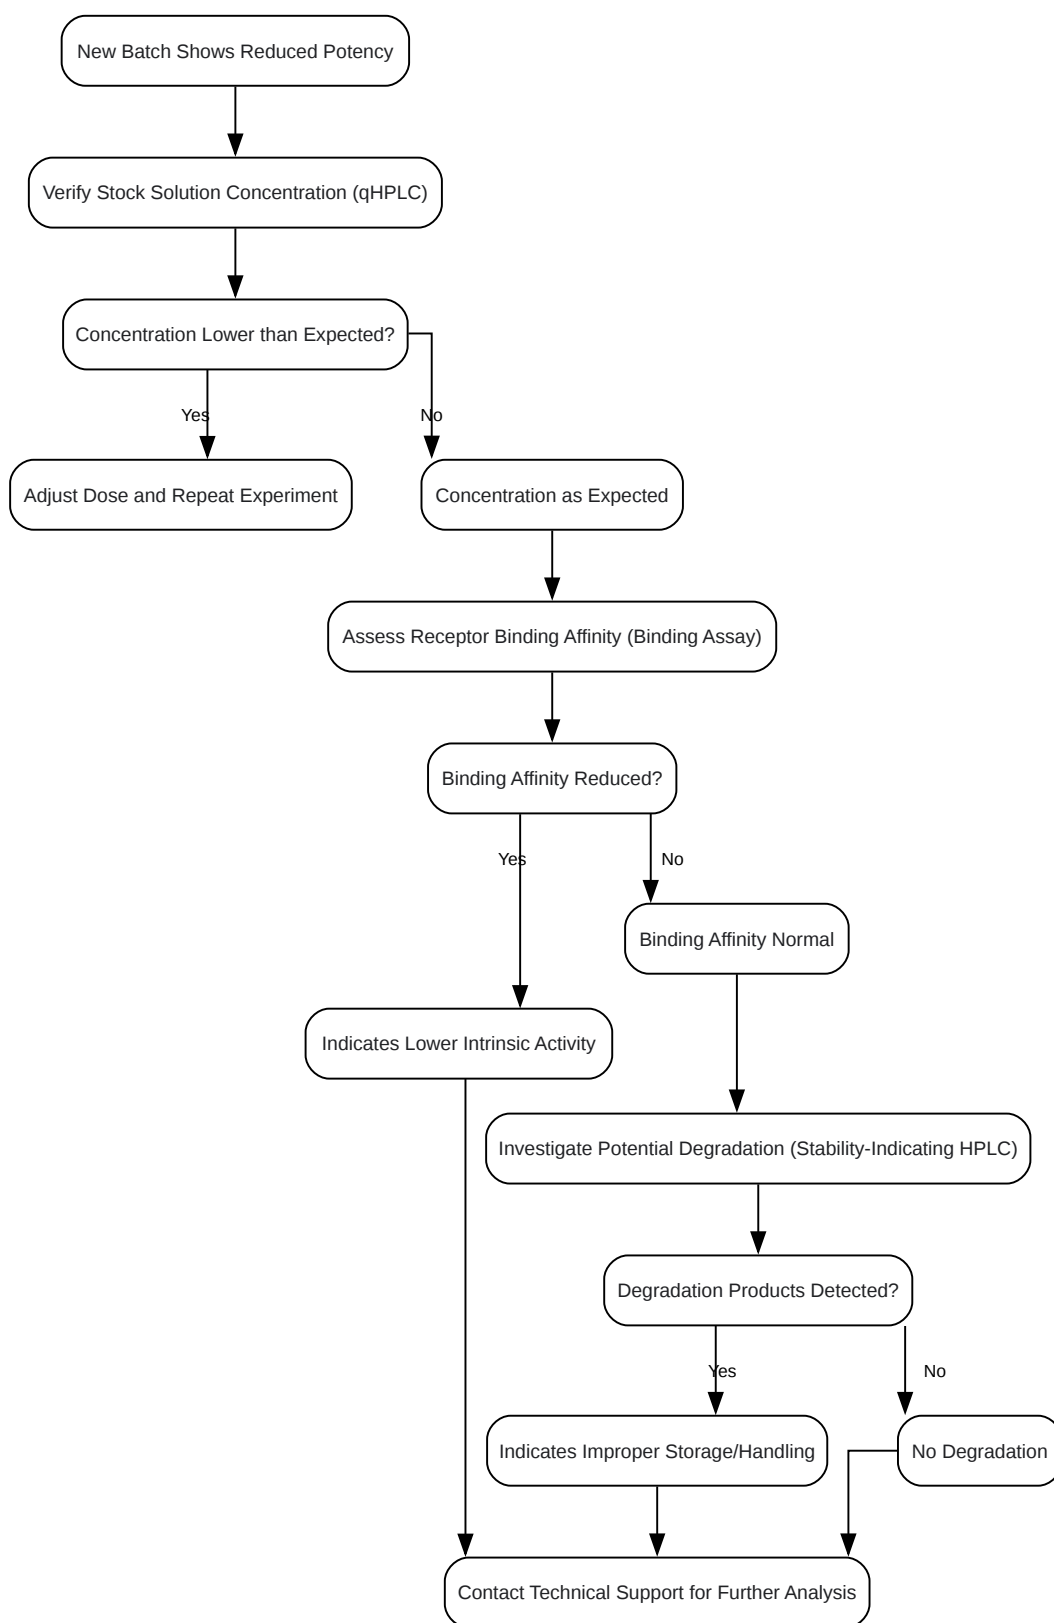 New Batch Shows Reduced Potency
Verify Stock Solution Concentration (qHPLC)
Concentration Lower than Expected?
Yes
No
Adjust Dose and Repeat Experiment
Concentration as Expected
Assess Receptor Binding Affinity (Binding Assay)
Binding Affinity Reduced?
Yes
No
Binding Affinity Normal
Indicates Lower Intrinsic Activity
Investigate Potential Degradation (Stability-Indicating HPLC)
Degradation Products Detected?
Yes
No
Indicates Improper Storage/Handling
No Degradation
Contact Technical Support for Further Analysis